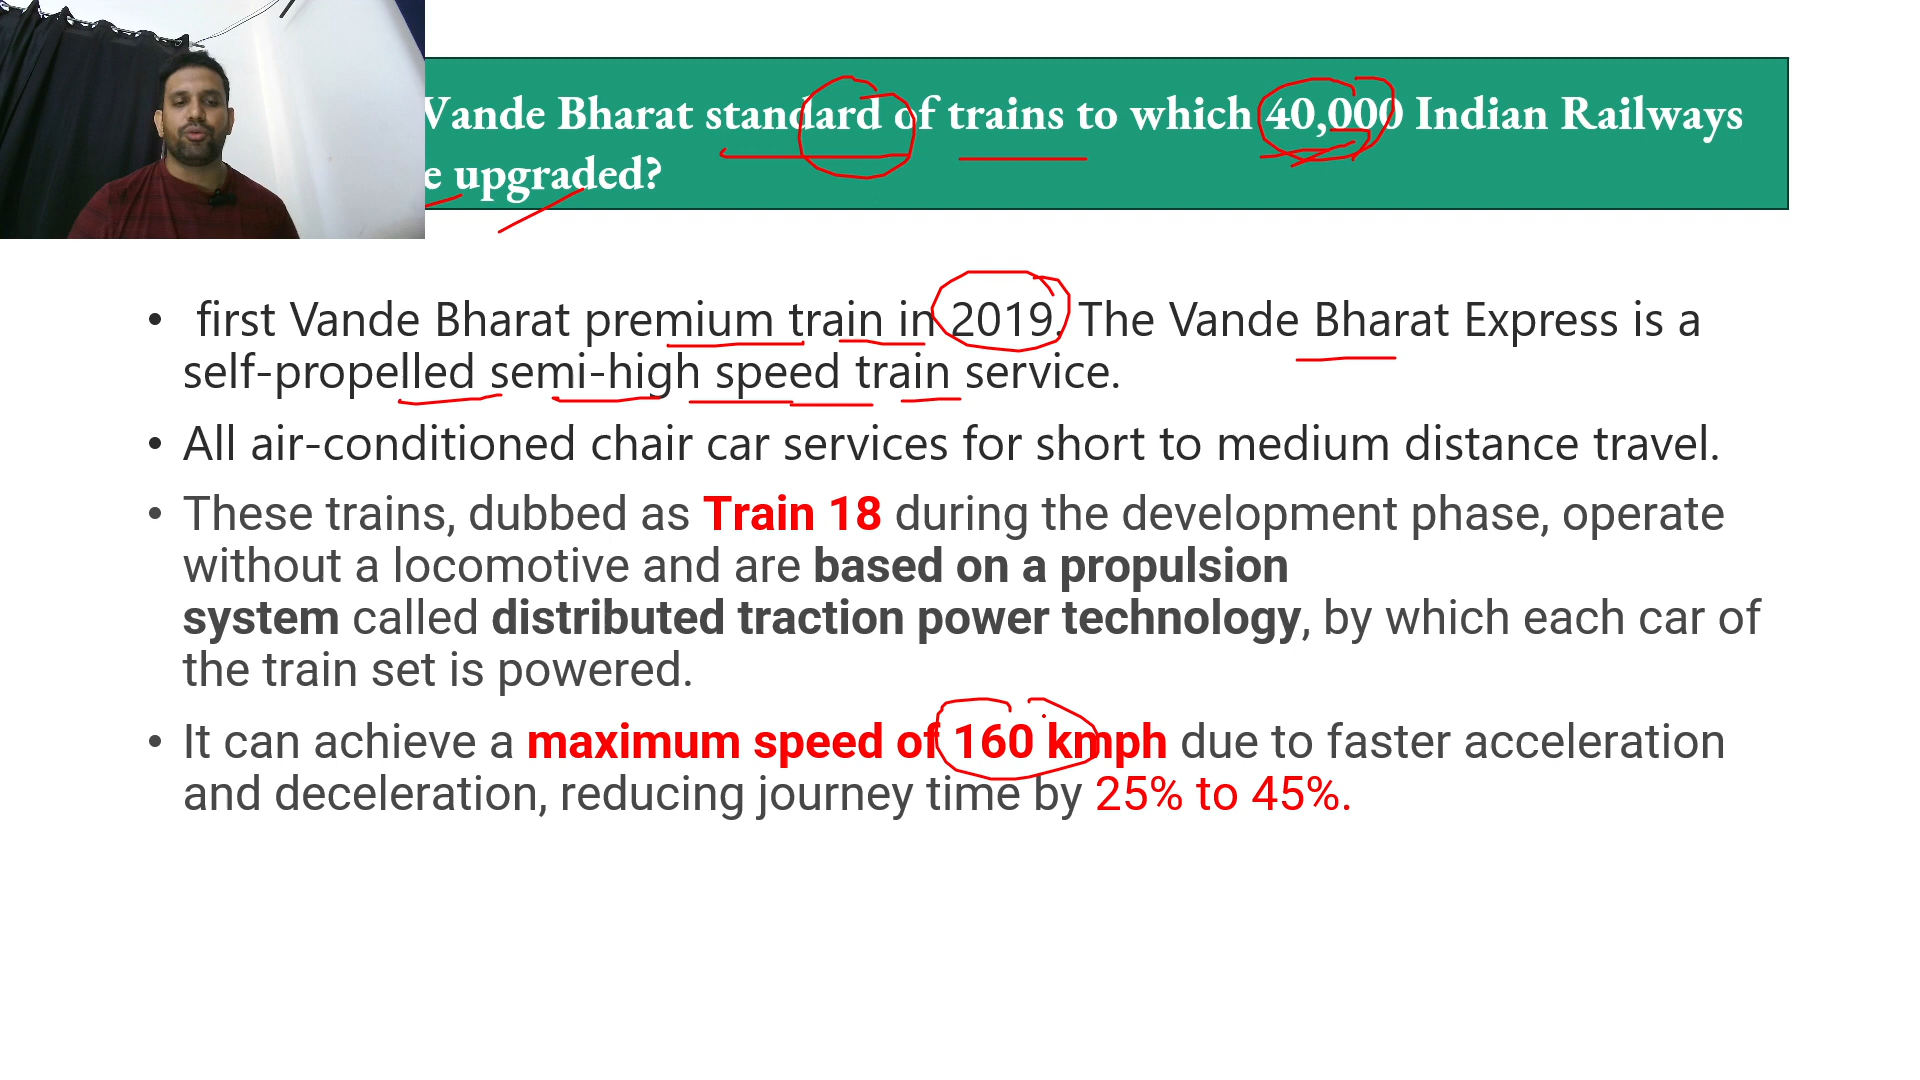 Vande Bharat standard of trains to which 40,000 Indian Railways
e upgraded?
• first Vande Bharat premium train in 2019. The Vande Bharat Express is a
self-propelled semi-high speed train service.
• All air-conditioned chair car services for short to medium distance travel.
• These trains, dubbed as Train 18 during the development phase, operate
without a locomotive and are based on a propulsion
system called distributed traction power technology, by which each car of
the train set is powered.
• It can achieve a maximum speed of 160 kmph due to faster acceleration
and deceleration, reducing journey time by 25% to 45%.